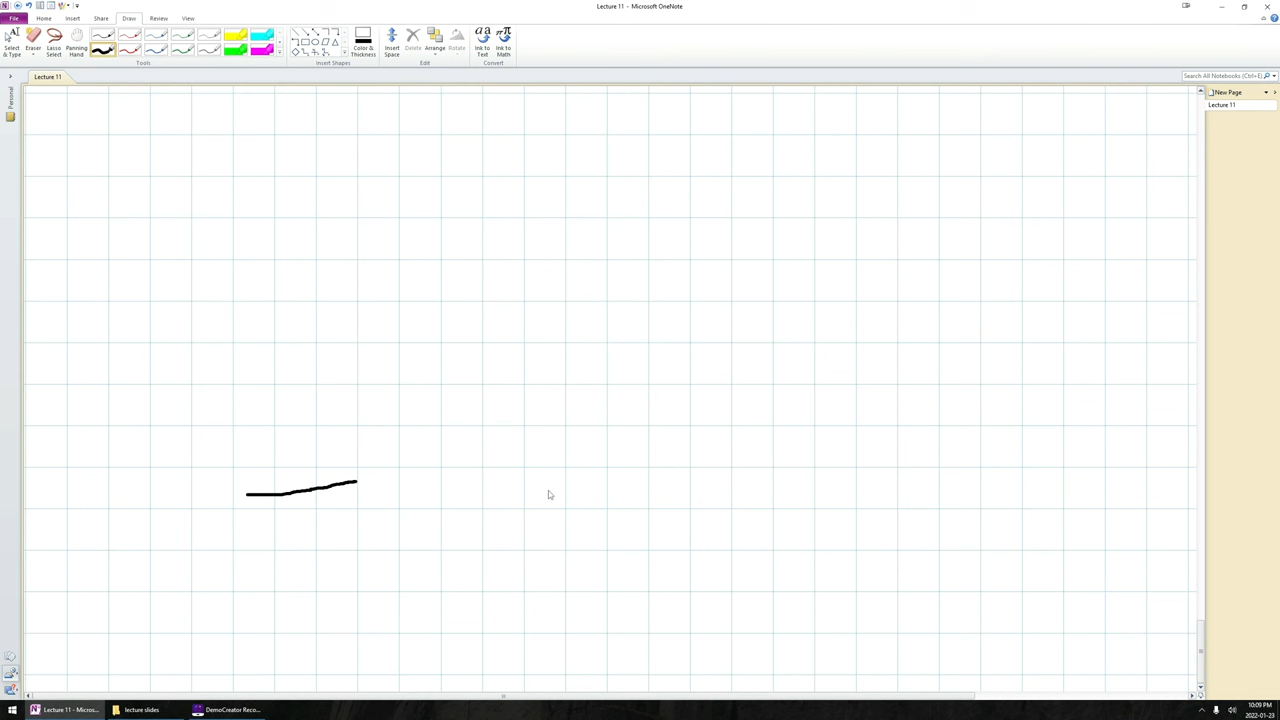 Lecture 11 - Microsoft OneNote
File Home Insert Share Draw Review View
Select & Type
Eraser
Lasso Select
Panning Hand
Color & Thickness
Insert Space
Delete
Arrange
Rotate
Ink to Text
Ink to Math
Tools
Insert Shapes
Edit
Convert
Lecture 11
Search All Notebooks (Ctrl+E)
Personal
New Page
Lecture 11
Lecture 11 - Micros...
lecture slides
DemoCreator Reco...
10:09 PM
2022-01-23